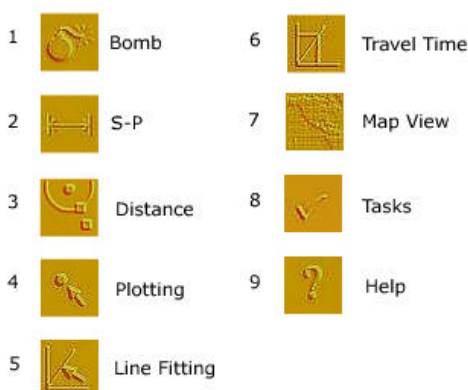 1 Bomb
2 S-P
3 Distance
4 Plotting
5 Line Fitting
6 Travel Time
7 Map View
8 Tasks
9 Help